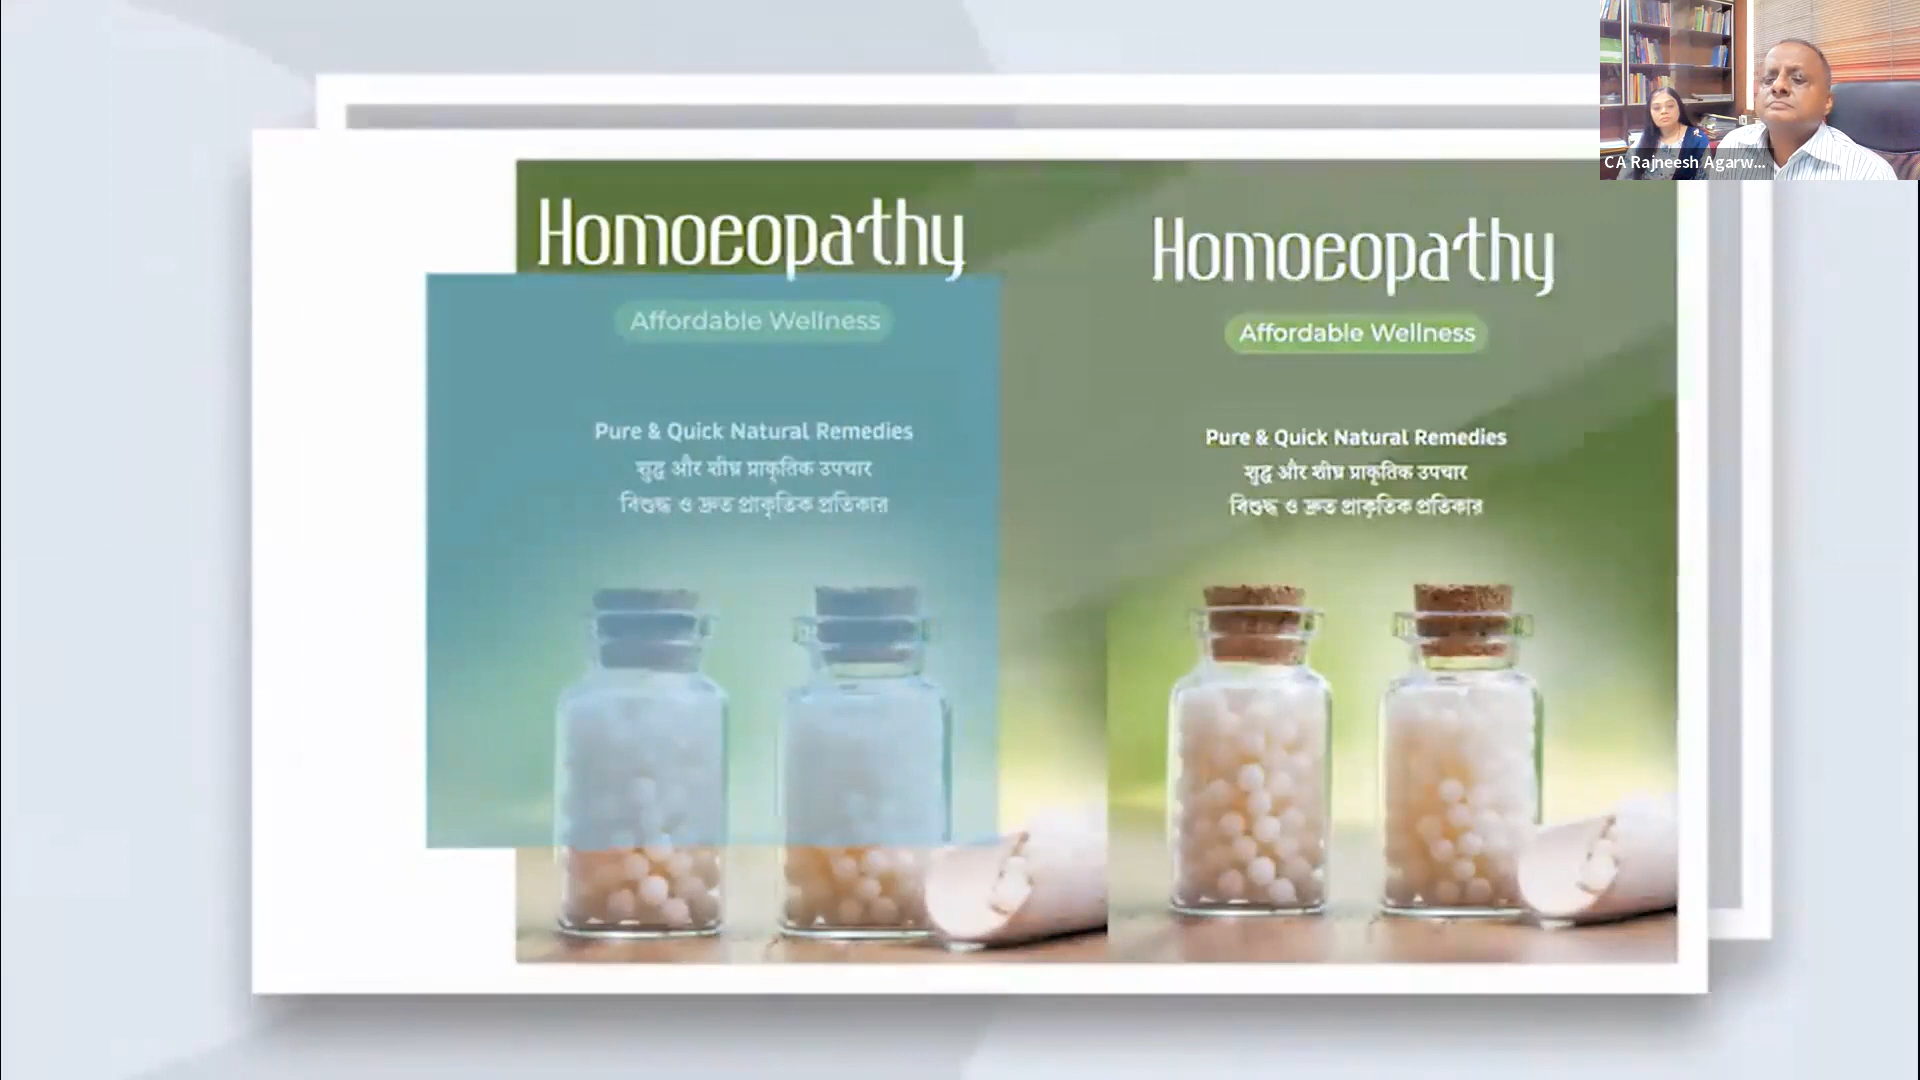 Homoeopathy
Affordable Wellness
Pure & Quick Natural Remedies
शुद्ध और शीघ्र प्राकृतिक उपचार
বিশুদ্ধ ও দ্রুত প্রাকৃতিক প্রতিকার
Homoeopathy
Affordable Wellness
Pure & Quick Natural Remedies
शुद्ध और शीघ्र प्राकृतिक उपचार
বিশুদ্ধ ও দ্রুত প্রাকৃতিক প্রতিকার
CA Rajneesh Agarw...